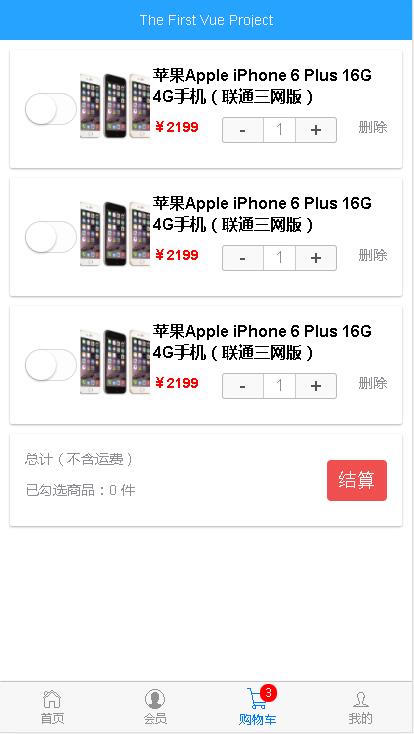 The First Vue Project
苹果Apple iPhone 6 Plus 16G
4G手机（联通三网版）
¥2199 - 1 + 删除
苹果Apple iPhone 6 Plus 16G
4G手机（联通三网版）
¥2199 - 1 + 删除
苹果Apple iPhone 6 Plus 16G
4G手机（联通三网版）
¥2199 - 1 + 删除
总计（不含运费）
已勾选商品：0 件
结算
3
首页 会员 购物车 我的